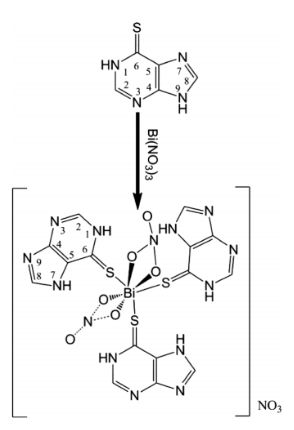 S
HN 1 6 5 N 7
2 4 8
N 3 9 N H
Bi(NO₃)₃
O
N 3 2 1 NH O N HN N
4 5 6 O N
N 9 8 7 NH S O S N H
O Bi
N O
O S
HN H N
N N
NO₃